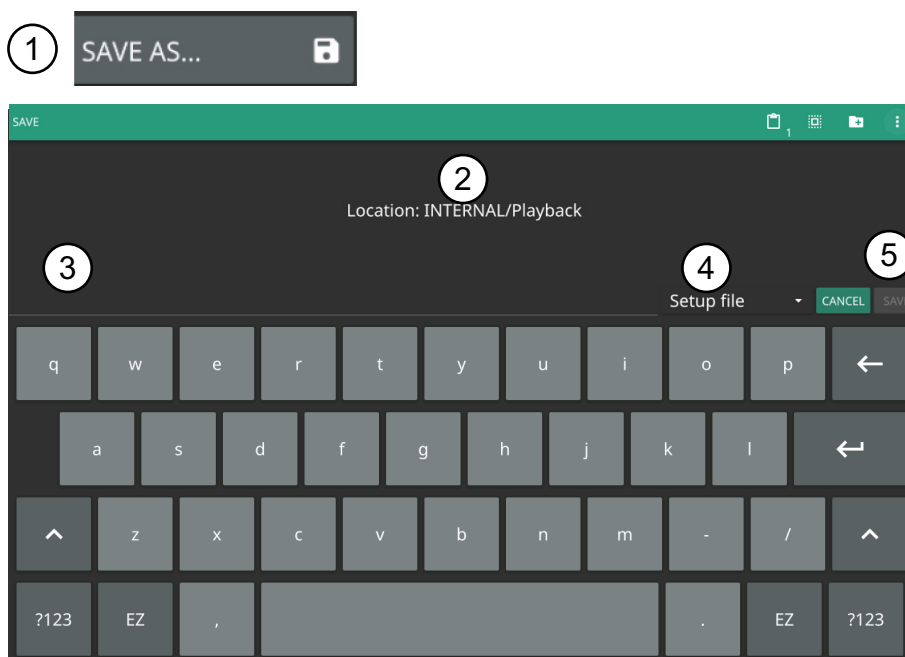 1 SAVE AS...
SAVE 1
2
Location: INTERNAL/Playback
3 4 5
Setup file CANCEL SAV
q w e r t y u i o p
a s d f g h j k l
z x c v b n m - /
?123 EZ , . EZ ?123